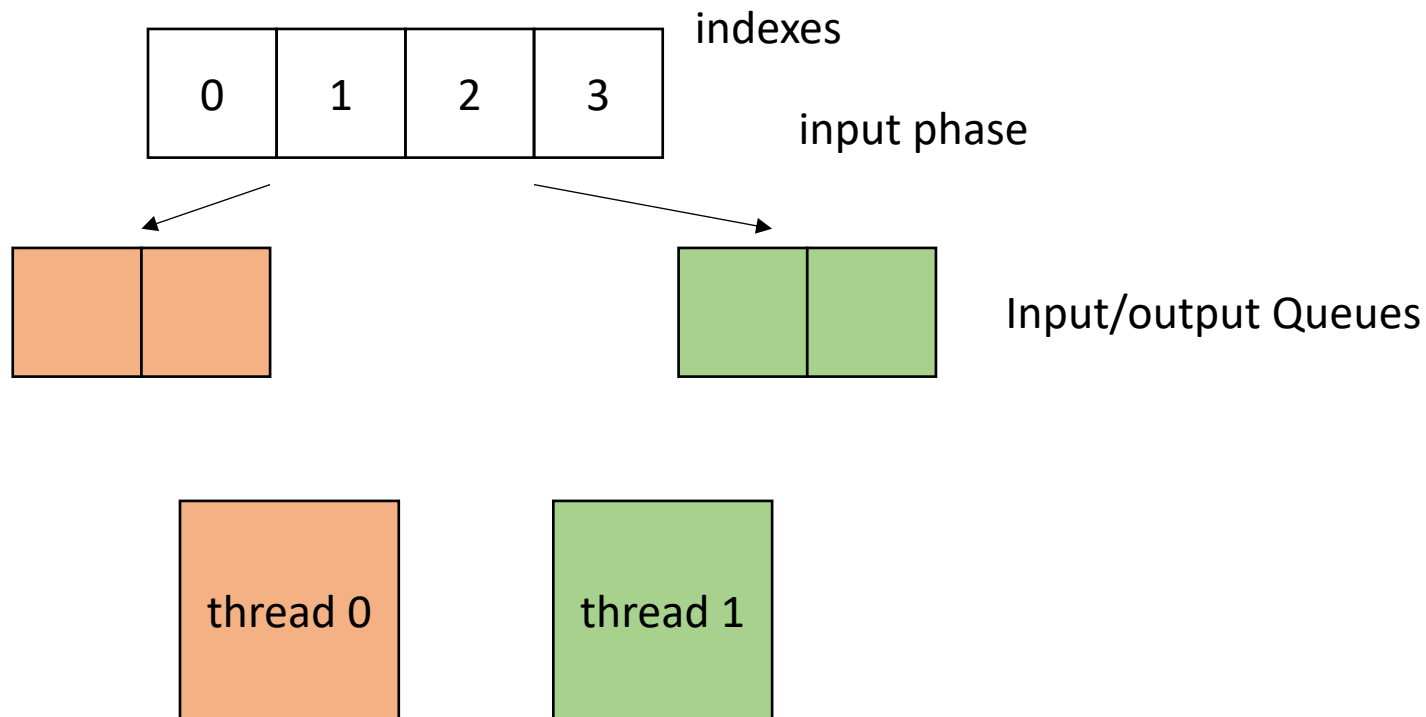 indexes
0 1 2 3
input phase
Input/output Queues
thread 0
thread 1